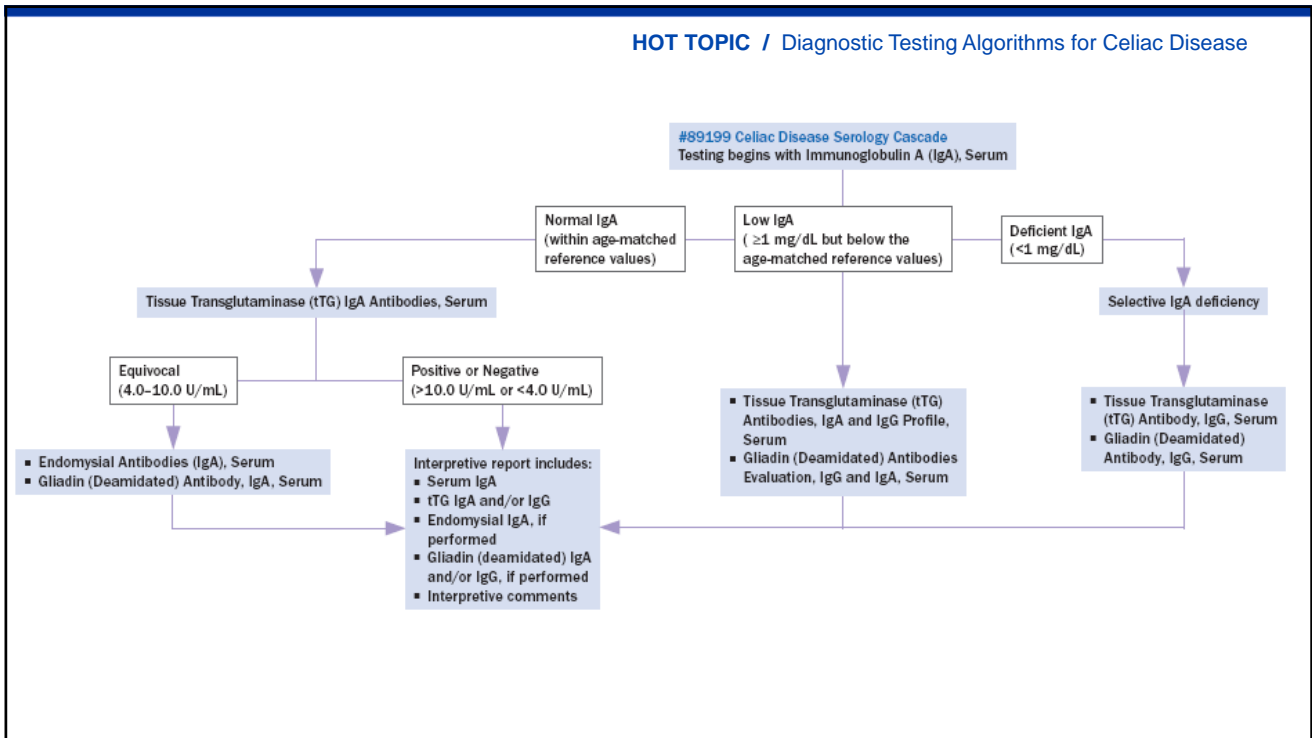 HOT TOPIC / Diagnostic Testing Algorithms for Celiac Disease
#89199 Celiac Disease Serology Cascade
Testing begins with Immunoglobulin A (IgA), Serum
Normal IgA
(within age-matched
reference values)
Low IgA
( ≥1 mg/dL but below the
age-matched reference values)
Deficient IgA
(<1 mg/dL)
Tissue Transglutaminase (tTG) IgA Antibodies, Serum
Selective IgA deficiency
Equivocal
(4.0–10.0 U/mL)
Positive or Negative
(>10.0 U/mL or <4.0 U/mL)
▪ Endomysial Antibodies (IgA), Serum
▪ Gliadin (Deamidated) Antibody, IgA, Serum
Interpretive report includes:
▪ Serum IgA
▪ tTG IgA and/or IgG
▪ Endomysial IgA, if
performed
▪ Gliadin (deamidated) IgA
and/or IgG, if performed
▪ Interpretive comments
▪ Tissue Transglutaminase (tTG)
Antibodies, IgA and IgG Profile,
Serum
▪ Gliadin (Deamidated) Antibodies
Evaluation, IgG and IgA, Serum
▪ Tissue Transglutaminase
(tTG) Antibody, IgG, Serum
▪ Gliadin (Deamidated)
Antibody, IgG, Serum